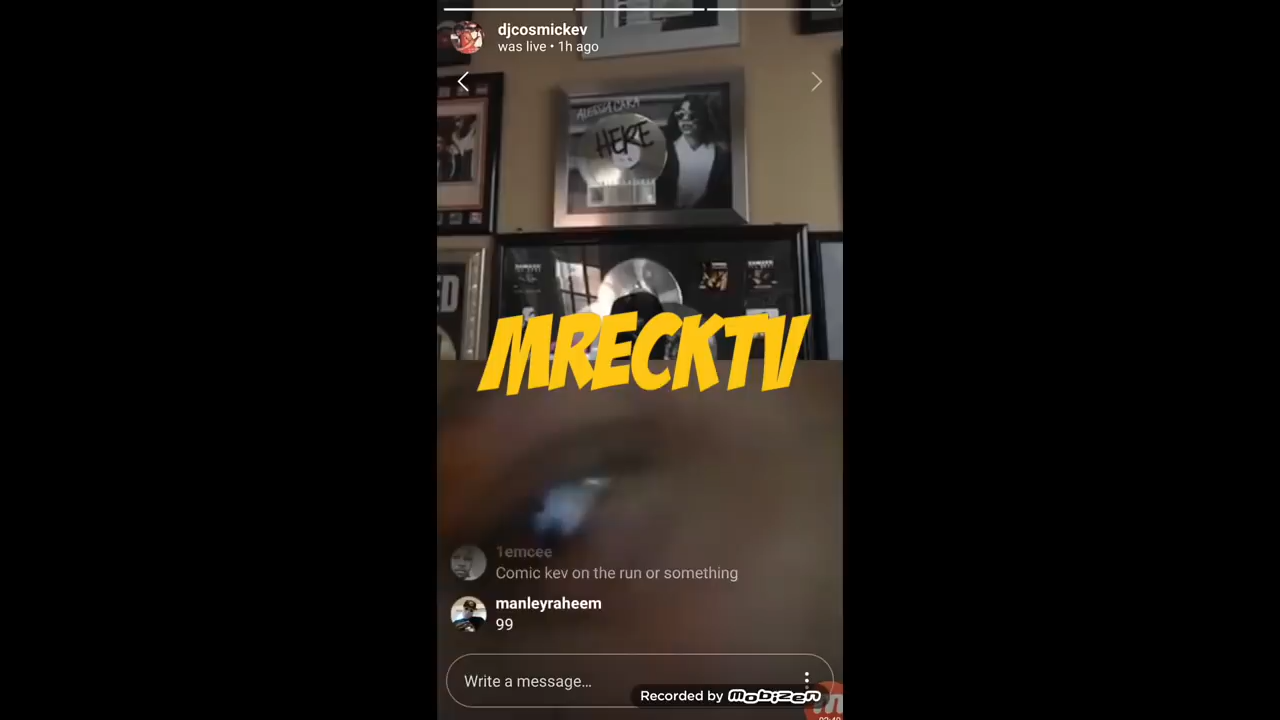 djcosmickev
was live • 1h ago
ALESSIA CARA
HERE
ED
MRECKTV
1emcee
Comic kev on the run or something
manleyraheem
99
Write a message…
Recorded by Mobizen